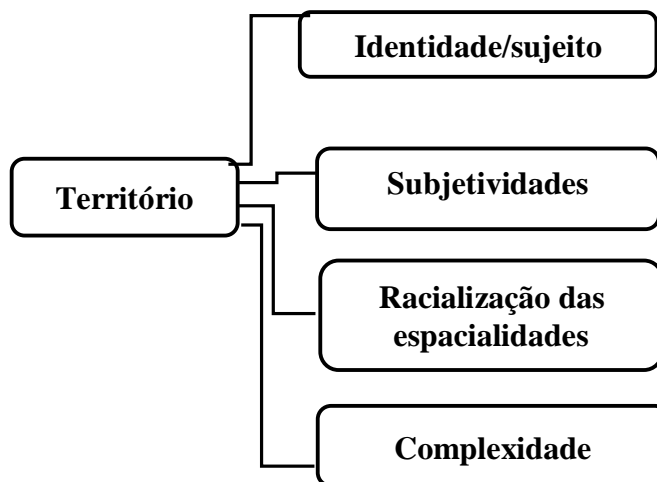 Identidade/sujeito
Território
Subjetividades
Racialização das
espacialidades
Complexidade